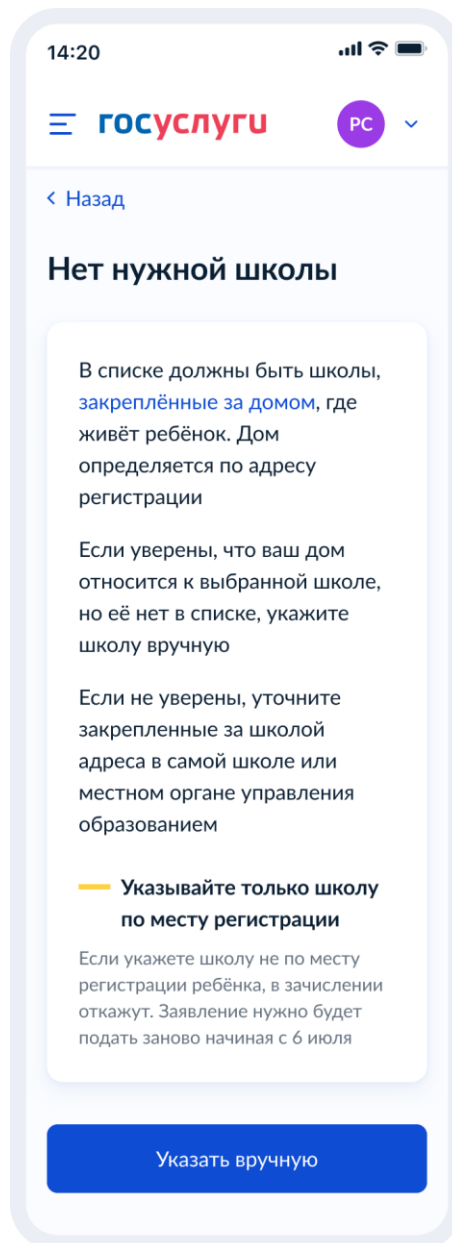 14:20
госуслуги
РС
Назад
Нет нужной школы
В списке должны быть школы,
закреплённые за домом, где
живёт ребёнок. Дом
определяется по адресу
регистрации
Если уверены, что ваш дом
относится к выбранной школе,
но её нет в списке, укажите
школу вручную
Если не уверены, уточните
закрепленные за школой
адреса в самой школе или
местном органе управления
образованием
Указывайте только школу
по месту регистрации
Если укажете школу не по месту
регистрации ребёнка, в зачислении
откажут. Заявление нужно будет
подать заново начиная с 6 июля
Указать вручную